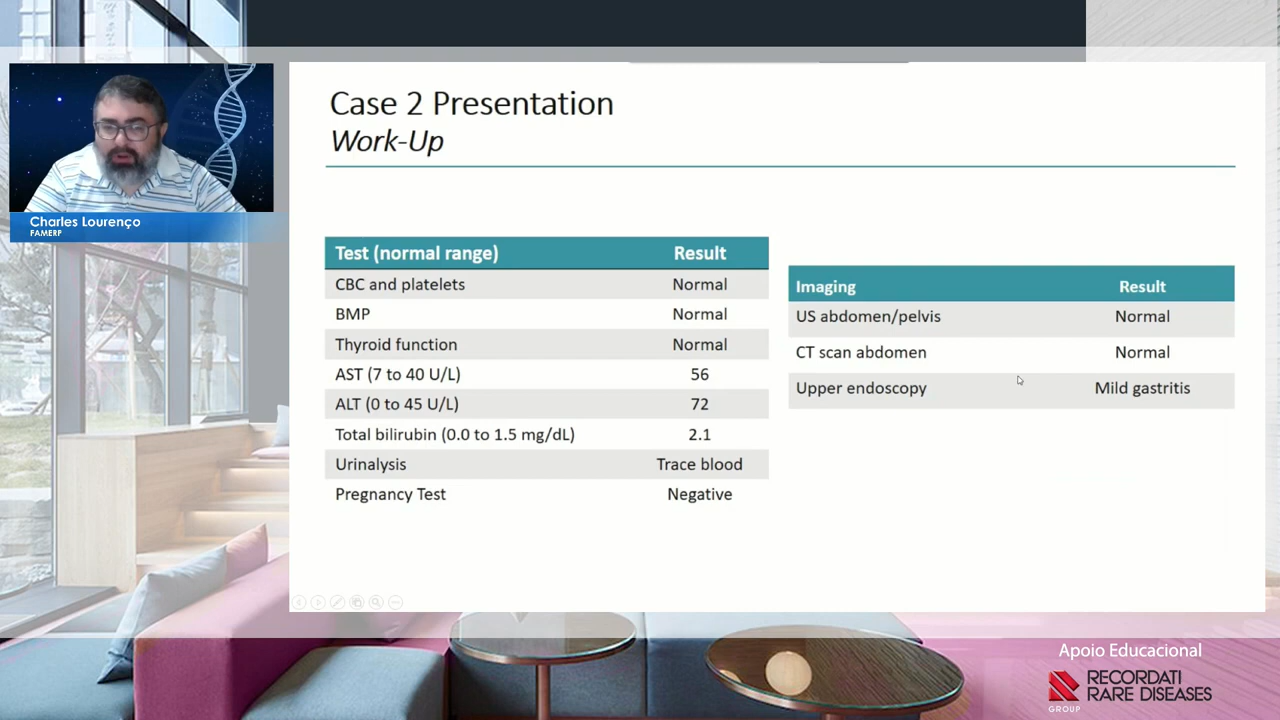 Case 2 Presentation
Work-Up
Charles Lourenço
FAMERP
Test (normal range) Result
CBC and platelets Normal
BMP Normal
Thyroid function Normal
AST (7 to 40 U/L) 56
ALT (0 to 45 U/L) 72
Total bilirubin (0.0 to 1.5 mg/dL) 2.1
Urinalysis Trace blood
Pregnancy Test Negative
Imaging Result
US abdomen/pelvis Normal
CT scan abdomen Normal
Upper endoscopy Mild gastritis
Apoio Educacional
RECORDATI
RARE DISEASES
GROUP